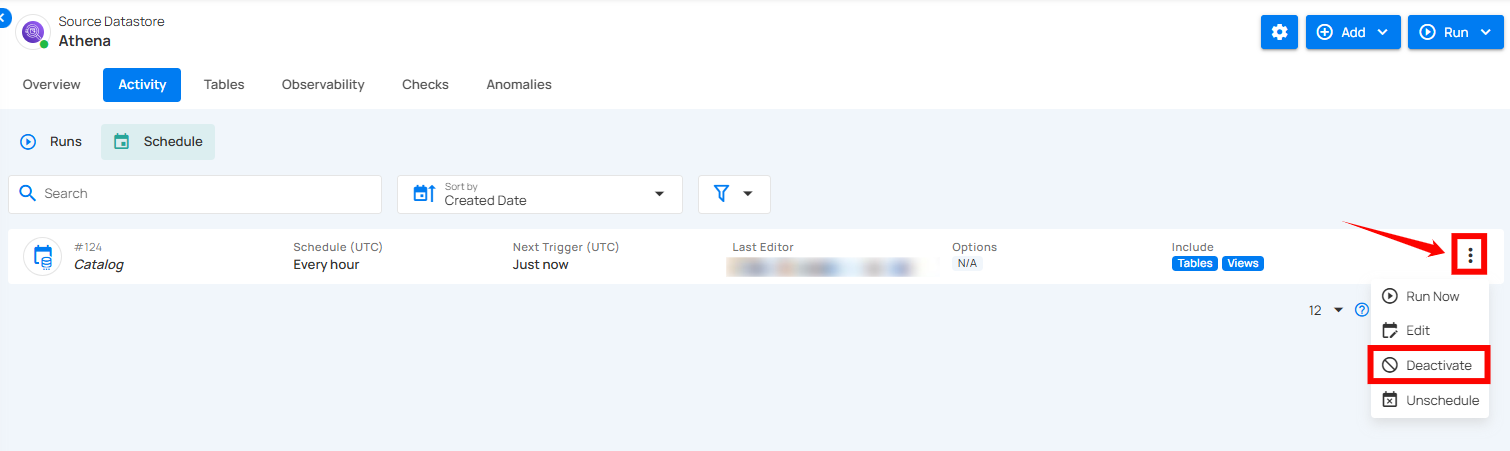 Source Datastore
Athena
Add
Run
Overview Activity Tables Observability Checks Anomalies
Runs Schedule
Search
Sort by
Created Date
#124 Schedule (UTC) Next Trigger (UTC) Last Editor Options Include
Catalog Every hour Just now N/A Tables Views
Run Now
12
Edit
Deactivate
Unschedule